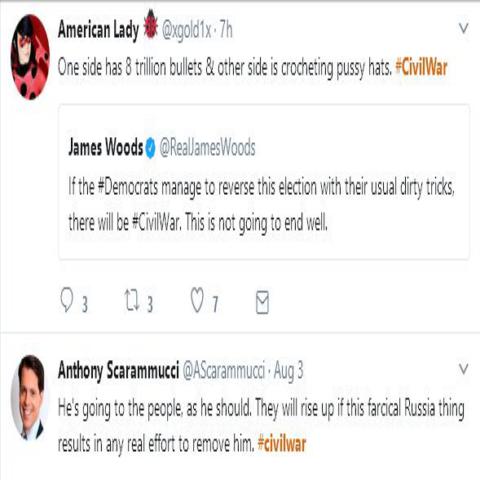 American Lady @xgold1x · 7h
One side has 8 trillion bullets & other side is crocheting pussy hats. #CivilWar
James Woods @RealJamesWoods
If the #Democrats manage to reverse this election with their usual dirty tricks,
there will be #CivilWar. This is not going to end well.
3 3 7
Anthony Scarammucci @AScarammucci · Aug 3
He's going to the people, as he should. They will rise up if this farcical Russia thing
results in any real effort to remove him. #civilwar